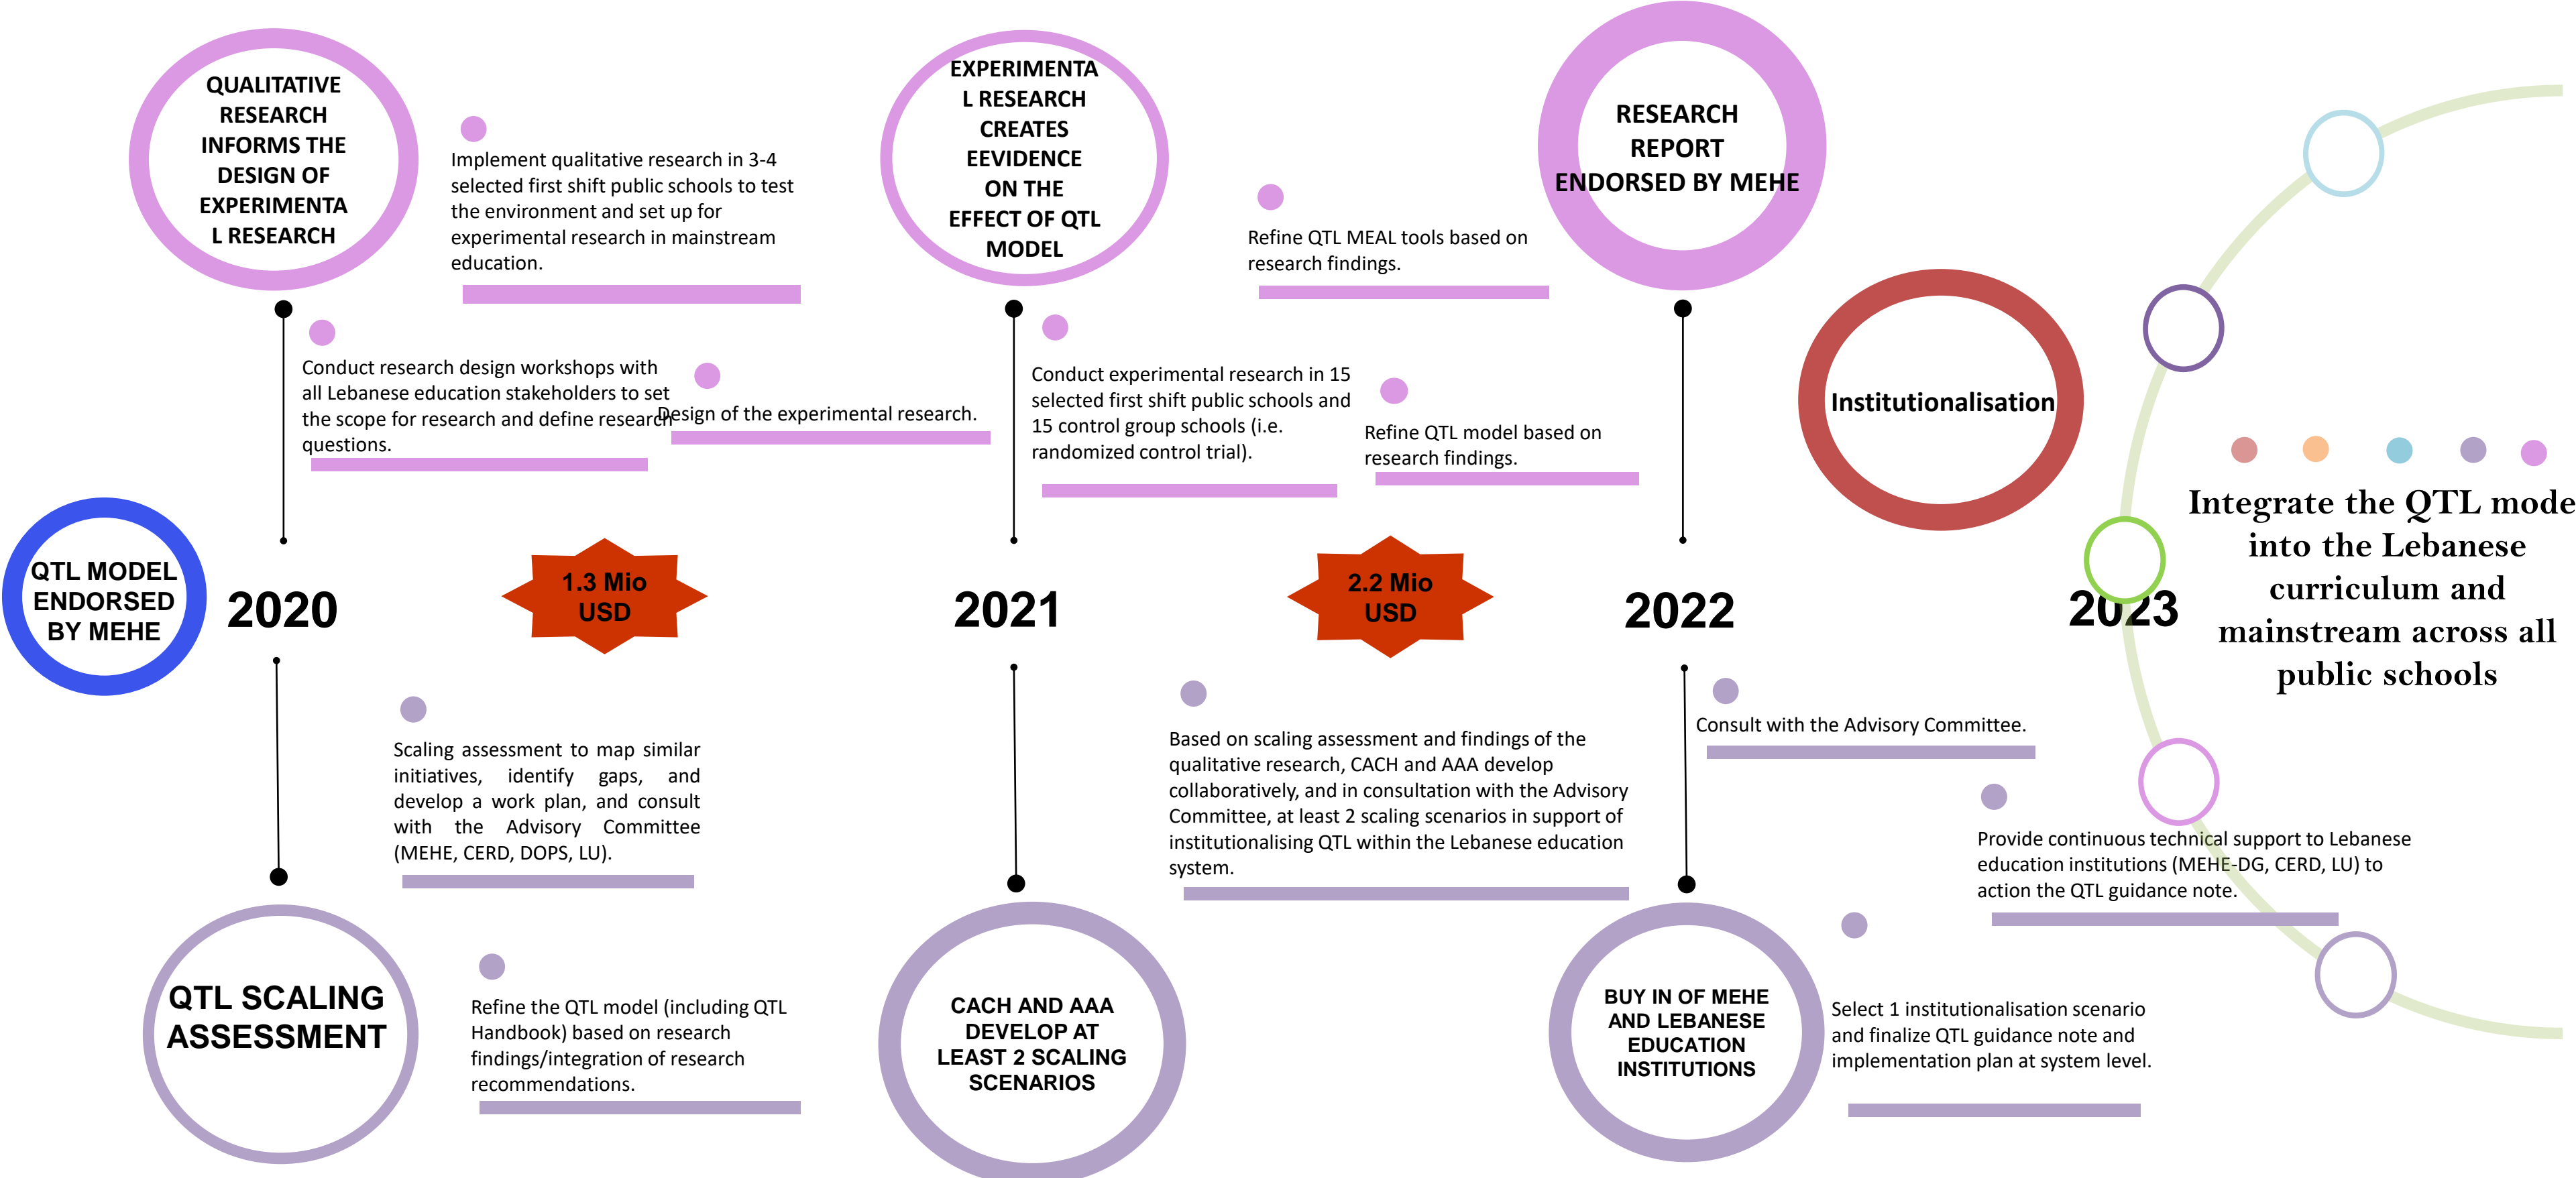 QUALITATIVE
RESEARCH
INFORMS THE
DESIGN OF
EXPERIMENTA
L RESEARCH
Implement qualitative research in 3-4
selected first shift public schools to test
the environment and set up for
experimental research in mainstream
education.
Conduct research design workshops with
all Lebanese education stakeholders to set
the scope for research and define research
questions.
Design of the experimental research.
EXPERIMENTA
L RESEARCH
CREATES
EEVIDENCE
ON THE
EFFECT OF QTL
MODEL
Conduct experimental research in 15
selected first shift public schools and
15 control group schools (i.e.
randomized control trial).
Refine QTL MEAL tools based on
research findings.
Refine QTL model based on
research findings.
RESEARCH
REPORT
ENDORSED BY MEHE
Institutionalisation
QTL MODEL
ENDORSED
BY MEHE
2020
1.3 Mio
USD
2021
2.2 Mio
USD
2022
2023
Integrate the QTL mode
into the Lebanese
curriculum and
mainstream across all
public schools
Scaling assessment to map similar
initiatives, identify gaps, and
develop a work plan, and consult
with the Advisory Committee
(MEHE, CERD, DOPS, LU).
QTL SCALING
ASSESSMENT
Refine the QTL model (including QTL
Handbook) based on research
findings/integration of research
recommendations.
Based on scaling assessment and findings of the
qualitative research, CACH and AAA develop
collaboratively, and in consultation with the Advisory
Committee, at least 2 scaling scenarios in support of
institutionalising QTL within the Lebanese education
system.
CACH AND AAA
DEVELOP AT
LEAST 2 SCALING
SCENARIOS
Consult with the Advisory Committee.
Provide continuous technical support to Lebanese
education institutions (MEHE-DG, CERD, LU) to
action the QTL guidance note.
BUY IN OF MEHE
AND LEBANESE
EDUCATION
INSTITUTIONS
Select 1 institutionalisation scenario
and finalize QTL guidance note and
implementation plan at system level.